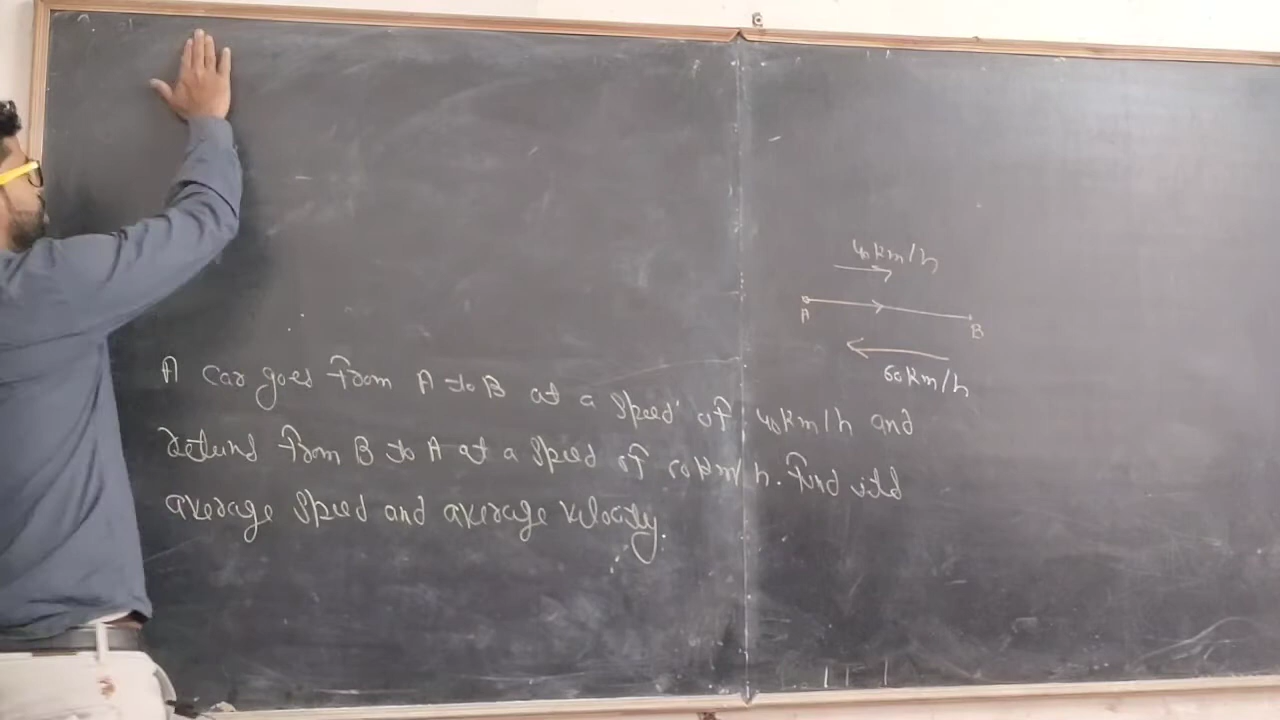 40km/h
A B
60km/h
A car goes from A to B at a speed of 40km/h and
returns from B to A at a speed of 60km/h. Find its
average speed and average velocity.